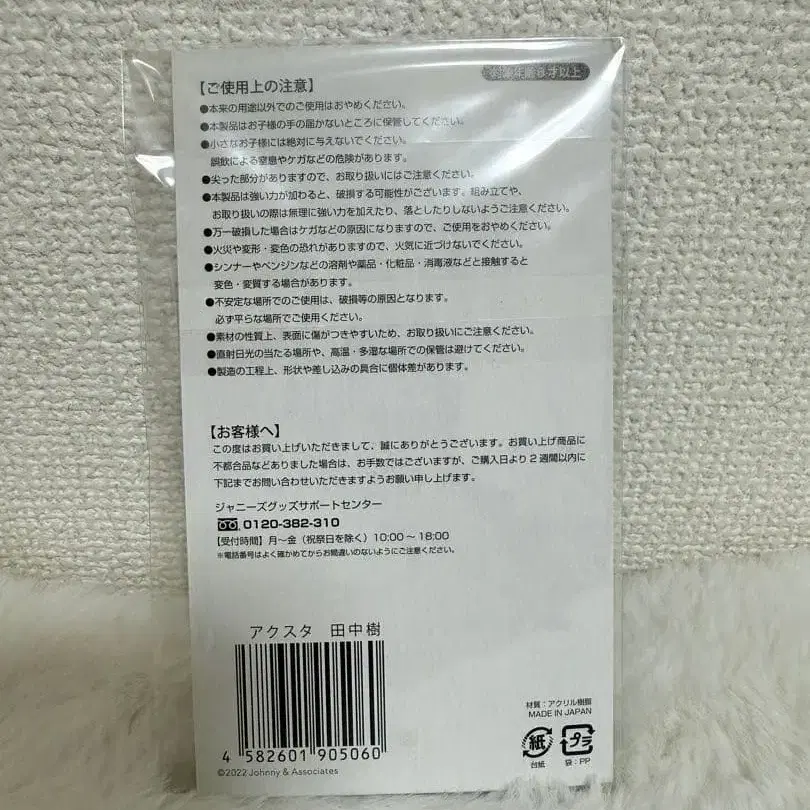 【ご使用上の注意】
対象年齢8才以上
●本来の用途以外でのご使用はおやめください。
●本製品はお子様の手の届かないところに保管してください。
●小さなお子様には絶対に与えないでください。
誤飲による窒息やケガなどの危険があります。
●尖った部分がありますので、お取り扱いにはご注意ください。
●本製品は強い力が加わると、破損する可能性がございます。組み立てや、
お取り扱いの際は無理に強い力を加えたり、落としたりしないようご注意ください。
●万一破損した場合はケガなどの原因になりますので、ご使用をおやめください。
●火災や変形・変色の恐れがありますので、火気に近づけないでください。
●シンナーやベンジンなどの溶剤や薬品・化粧品・消毒液などと接触すると
変色・変質する場合があります。
●不安定な場所でのご使用は、破損等の原因となります。
必ず平らな場所でご使用ください。
●素材の性質上、表面に傷がつきやすいため、お取り扱いにご注意ください。
●直射日光の当たる場所や、高温・多湿な場所での保管は避けてください。
●製造の工程上、形状や差し込みの具合に個体差があります。
【お客様へ】
この度はお買い上げいただきまして、誠にありがとうございます。お買い上げ商品に
不都合品などありました場合は、お手数ではございますが、ご購入日より2週間以内に
下記までお問い合わせいただきますようお願い申し上げます。
ジャニーズグッズサポートセンター
0120-382-310
【受付時間】月〜金（祝祭日を除く）10:00〜18:00
※電話番号はよく確かめてからお間違いのないようにご注意ください。
アクスタ 田中樹
4 582601 905060
©2022 Johnny & Associates
材質：アクリル樹脂
MADE IN JAPAN
紙 プラ
台紙 袋：PP